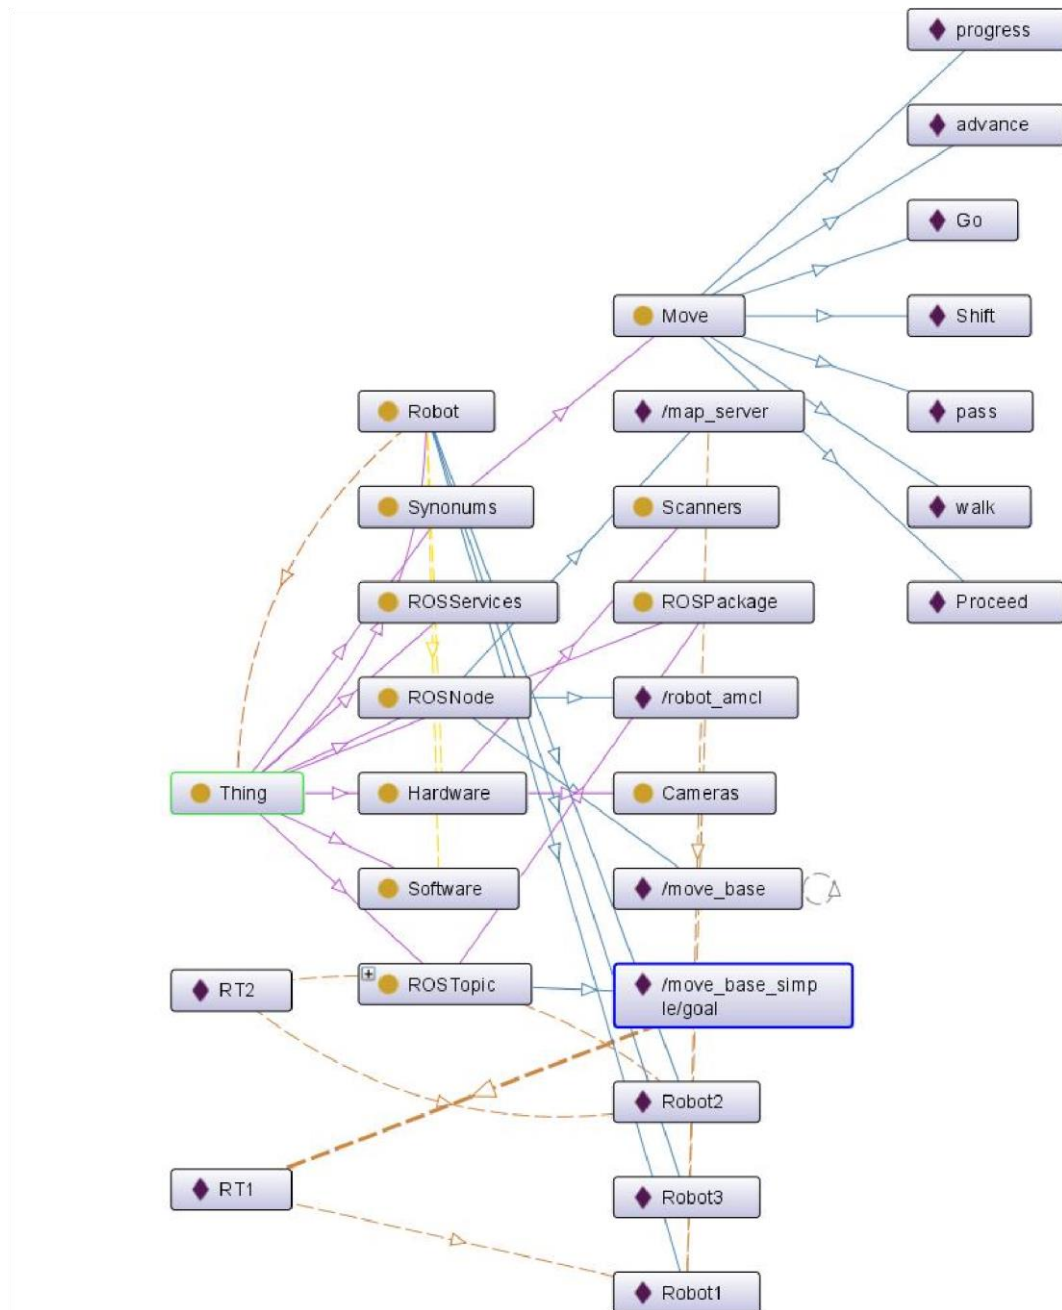 progress
advance
Go
Move
Shift
Robot
/map_server
pass
Synonums
Scanners
walk
ROSServices
ROSPackage
Proceed
ROSNode
/robot_amcl
Thing
Hardware
Cameras
Software
/move_base
RT2
ROSTopic
/move_base_simp
le/goal
Robot2
RT1
Robot3
Robot1